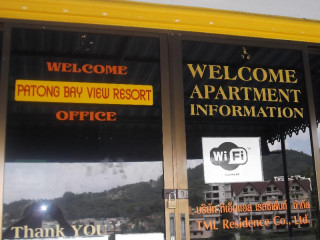 WELCOME
PATONG BAY VIEW RESORT
OFFICE
Thank YOU
WELCOME
APARTMENT
INFORMATION
WiFi
TML Residence Co., Ltd.